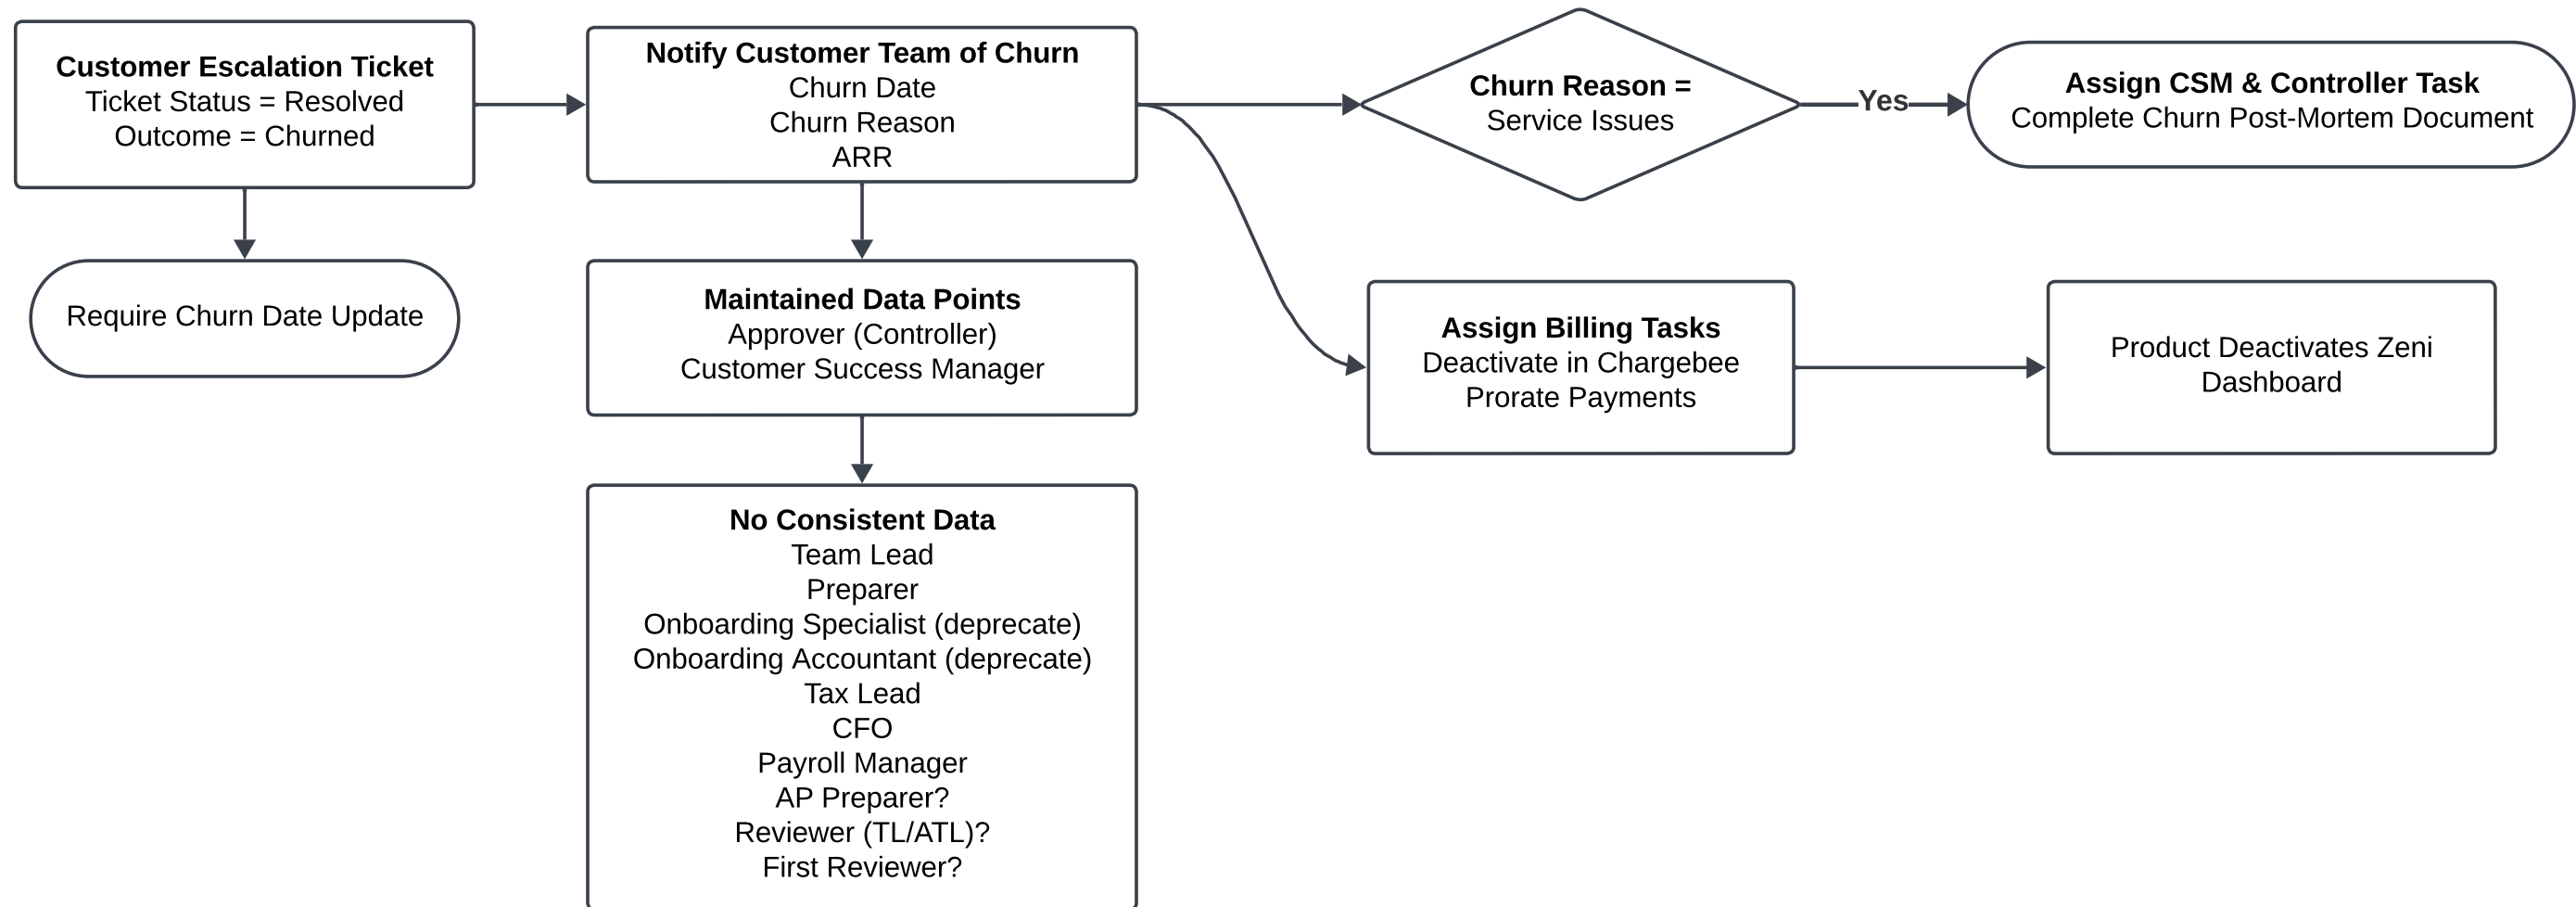 Customer Escalation Ticket
Ticket Status = Resolved
Outcome = Churned
Require Churn Date Update
Notify Customer Team of Churn
Churn Date
Churn Reason
ARR
Maintained Data Points
Approver (Controller)
Customer Success Manager
No Consistent Data
Team Lead
Preparer
Onboarding Specialist (deprecate)
Onboarding Accountant (deprecate)
Tax Lead
CFO
Payroll Manager
AP Preparer?
Reviewer (TL/ATL)?
First Reviewer?
Churn Reason =
Service Issues
Yes
Assign CSM & Controller Task
Complete Churn Post-Mortem Document
Assign Billing Tasks
Deactivate in Chargebee
Prorate Payments
Product Deactivates Zeni
Dashboard